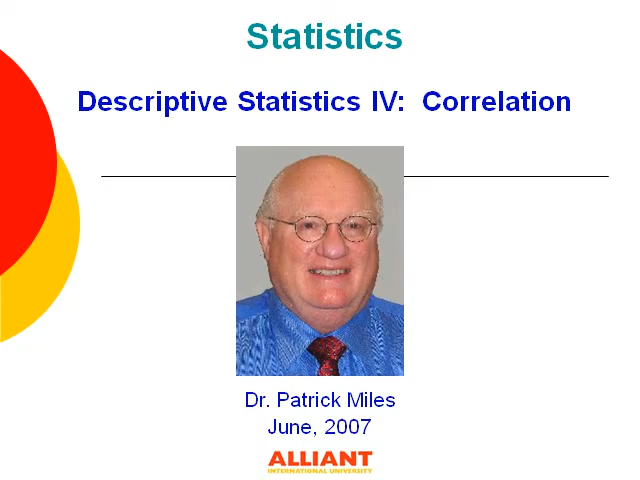 Statistics
Descriptive Statistics IV: Correlation
Dr. Patrick Miles
June, 2007
ALLIANT
INTERNATIONAL UNIVERSITY